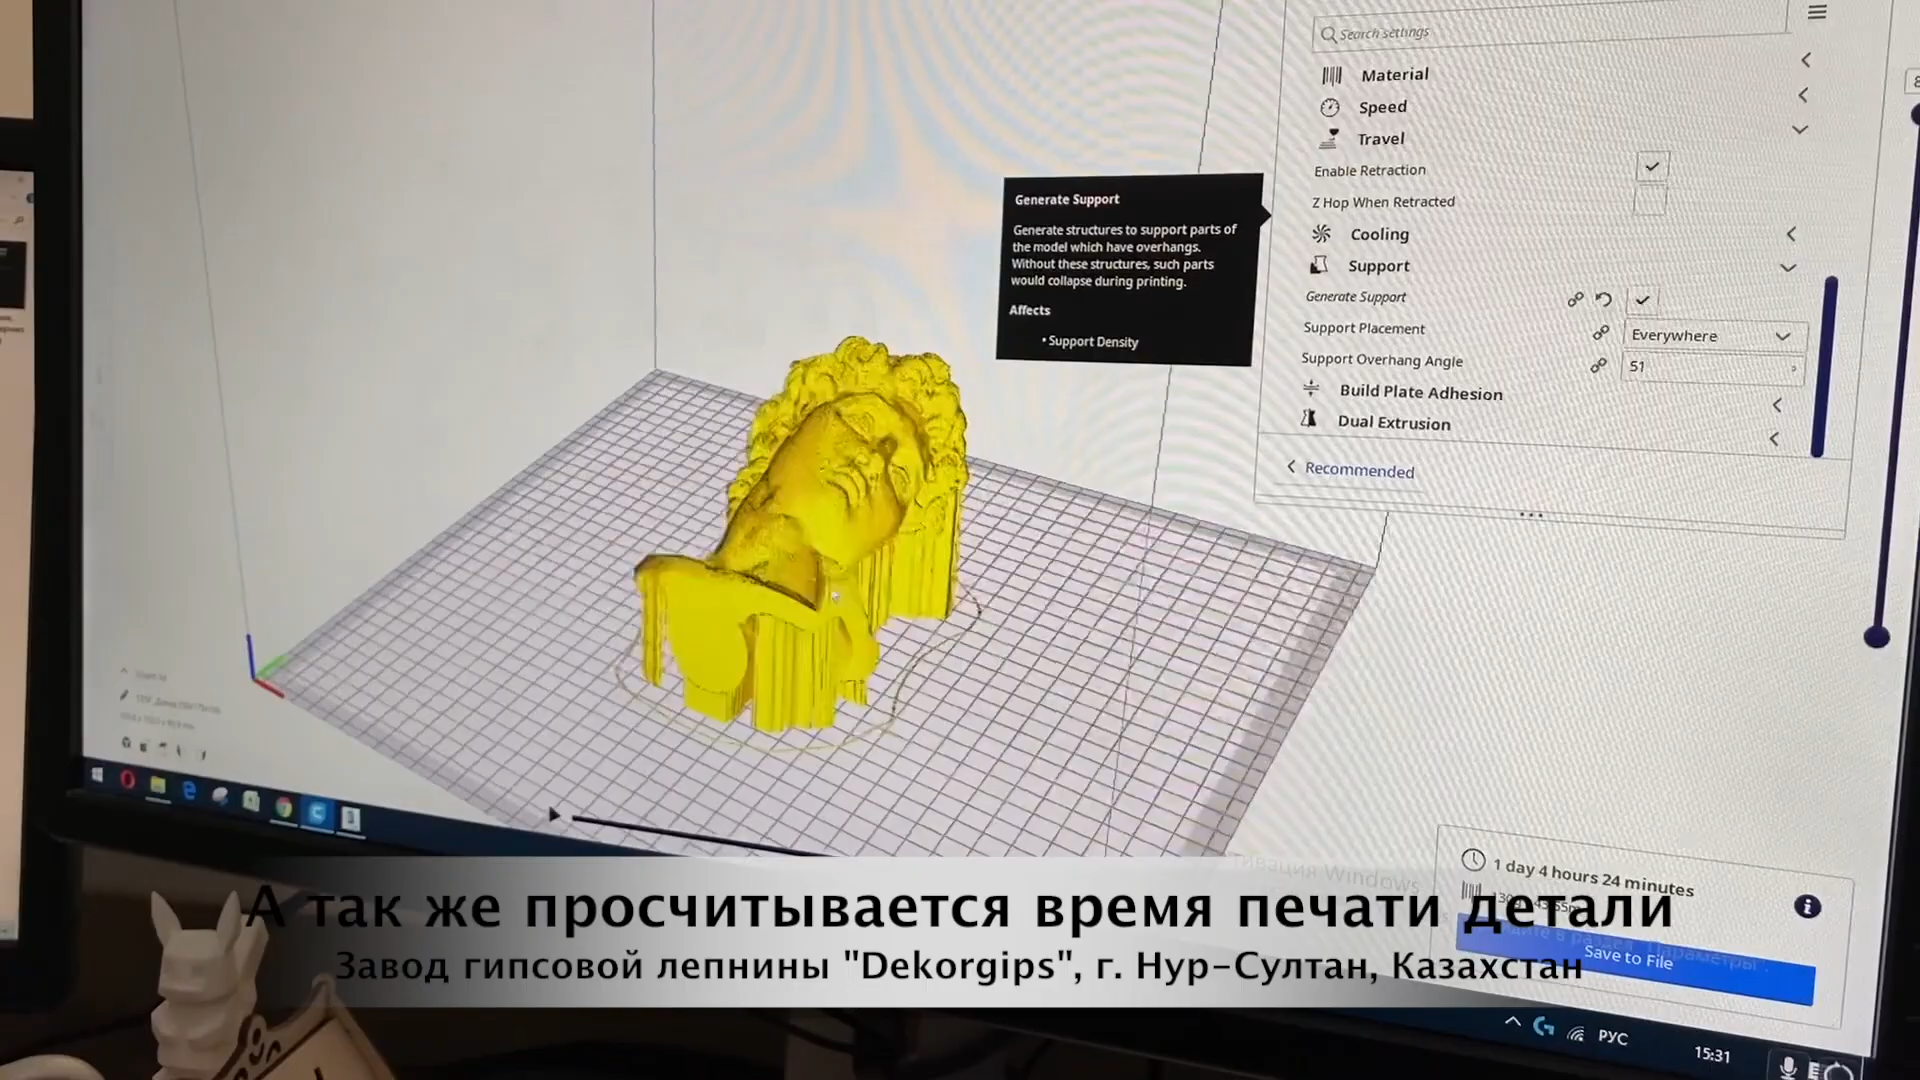 Search settings
Material
Speed
Travel
Enable Retraction
Z Hop When Retracted
Cooling
Support
Generate Support
Support Placement
Everywhere
Support Overhang Angle
51
Build Plate Adhesion
Dual Extrusion
Recommended
Generate Support
Generate structures to support parts of
the model which have overhangs.
Without these structures, such parts
would collapse during printing.
Affects
• Support Density
1 day 4 hours 24 minutes
Windows
Save to File
А так же просчитывается время печати детали
Завод гипсовой лепнины "Dekorgips", г. Нур-Султан, Казахстан
РУС
15:31